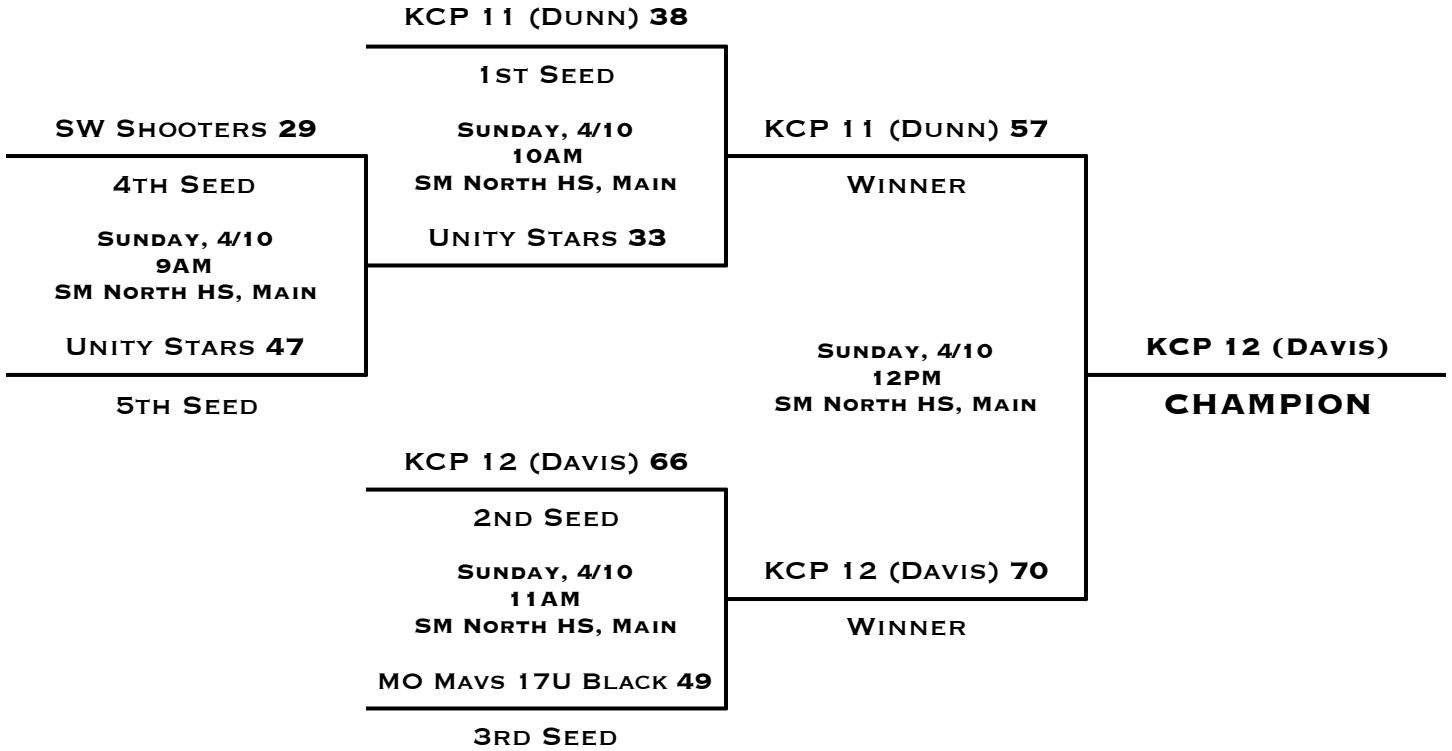 KCP 11 (Dunn) 38
1st Seed
SW Shooters 29
4th Seed
Sunday, 4/10
9AM
SM North HS, Main
Unity Stars 47
5th Seed
Sunday, 4/10
10AM
SM North HS, Main
Unity Stars 33
KCP 11 (Dunn) 57
Winner
Sunday, 4/10
12PM
SM North HS, Main
KCP 12 (Davis)
CHAMPION
KCP 12 (Davis) 66
2nd Seed
Sunday, 4/10
11AM
SM North HS, Main
MO Mavs 17U Black 49
3rd Seed
KCP 12 (Davis) 70
Winner